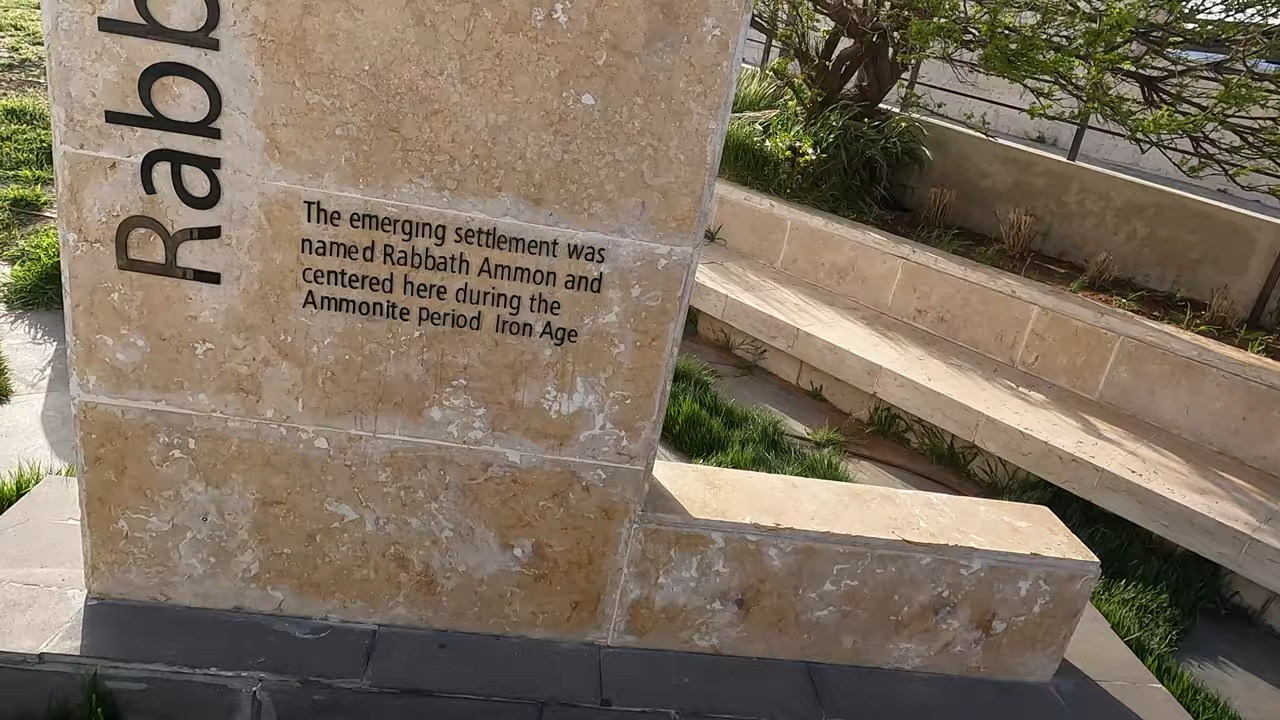 Rabb
The emerging settlement was
named Rabbath Ammon and
centered here during the
Ammonite Period Iron Age